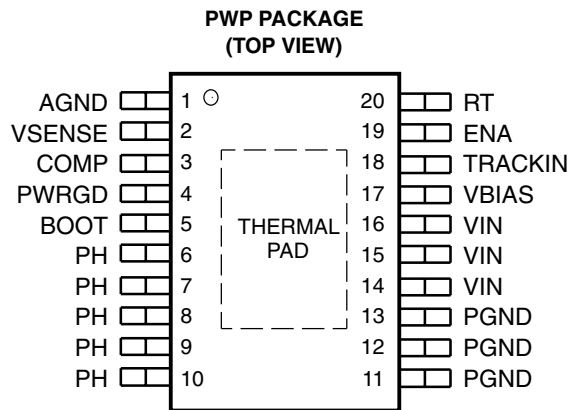 PWP PACKAGE
(TOP VIEW)
AGND 1 20 RT
VSENSE 2 19 ENA
COMP 3 18 TRACKIN
PWRGD 4 17 VBIAS
BOOT 5 16 VIN
PH 6 15 VIN
PH 7 14 VIN
PH 8 13 PGND
PH 9 12 PGND
PH 10 11 PGND
THERMAL
PAD